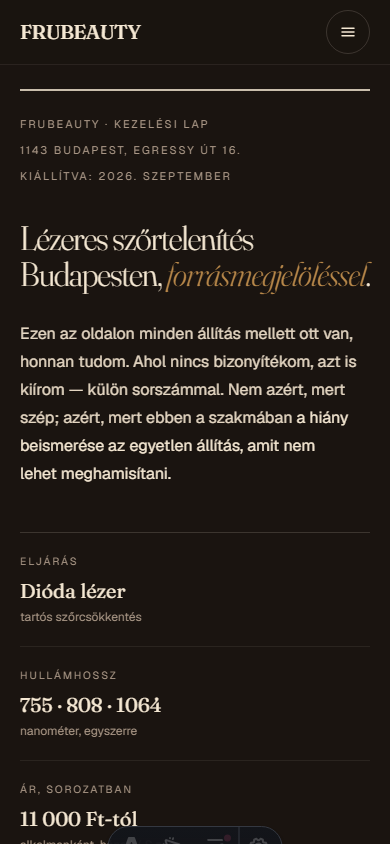 FRUBEAUTY
FRUBEAUTY · KEZELÉSI LAP
1143 BUDAPEST, EGRESSY ÚT 16.
KIÁLLÍTVA: 2026. SZEPTEMBER
Lézeres szőrtelenítés
Budapesten, forrásmegjelöléssel.
Ezen az oldalon minden állítás mellett ott van,
honnan tudom. Ahol nincs bizonyítékom, azt is
kiírom — külön sorszámmal. Nem azért, mert
szép; azért, mert ebben a szakmában a hiány
beismerése az egyetlen állítás, amit nem
lehet meghamisítani.
ELJÁRÁS
Dióda lézer
tartós szőrcsökkentés
HULLÁMHOSSZ
755 · 808 · 1064
nanométer, egyszerre
ÁR, SOROZATBAN
11 000 Ft-tól